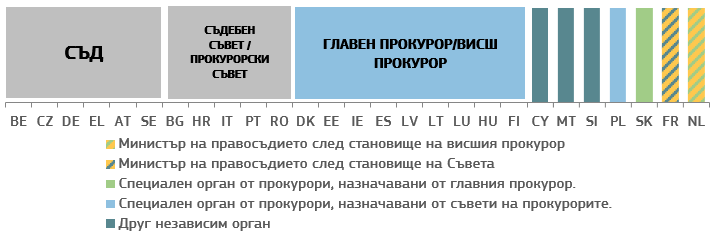 СЪД
СЪДЕБЕН
СЪВЕТ /
ПРОКУРОРСКИ
СЪВЕТ
ГЛАВЕН ПРОКУРОР/ВИСШ
ПРОКУРОР
BE CZ DE EL AT SE BG HR IT PT RO DK EE IE ES LV LT LU HU FI CY MT SI PL SK FR NL
Министър на правосъдието след становище на висшия прокурор
Министър на правосъдието след становище на Съвета
Специален орган от прокурори, назначавани от главния прокурор.
Специален орган от прокурори, назначавани от съвети на прокурорите.
Друг независим орган